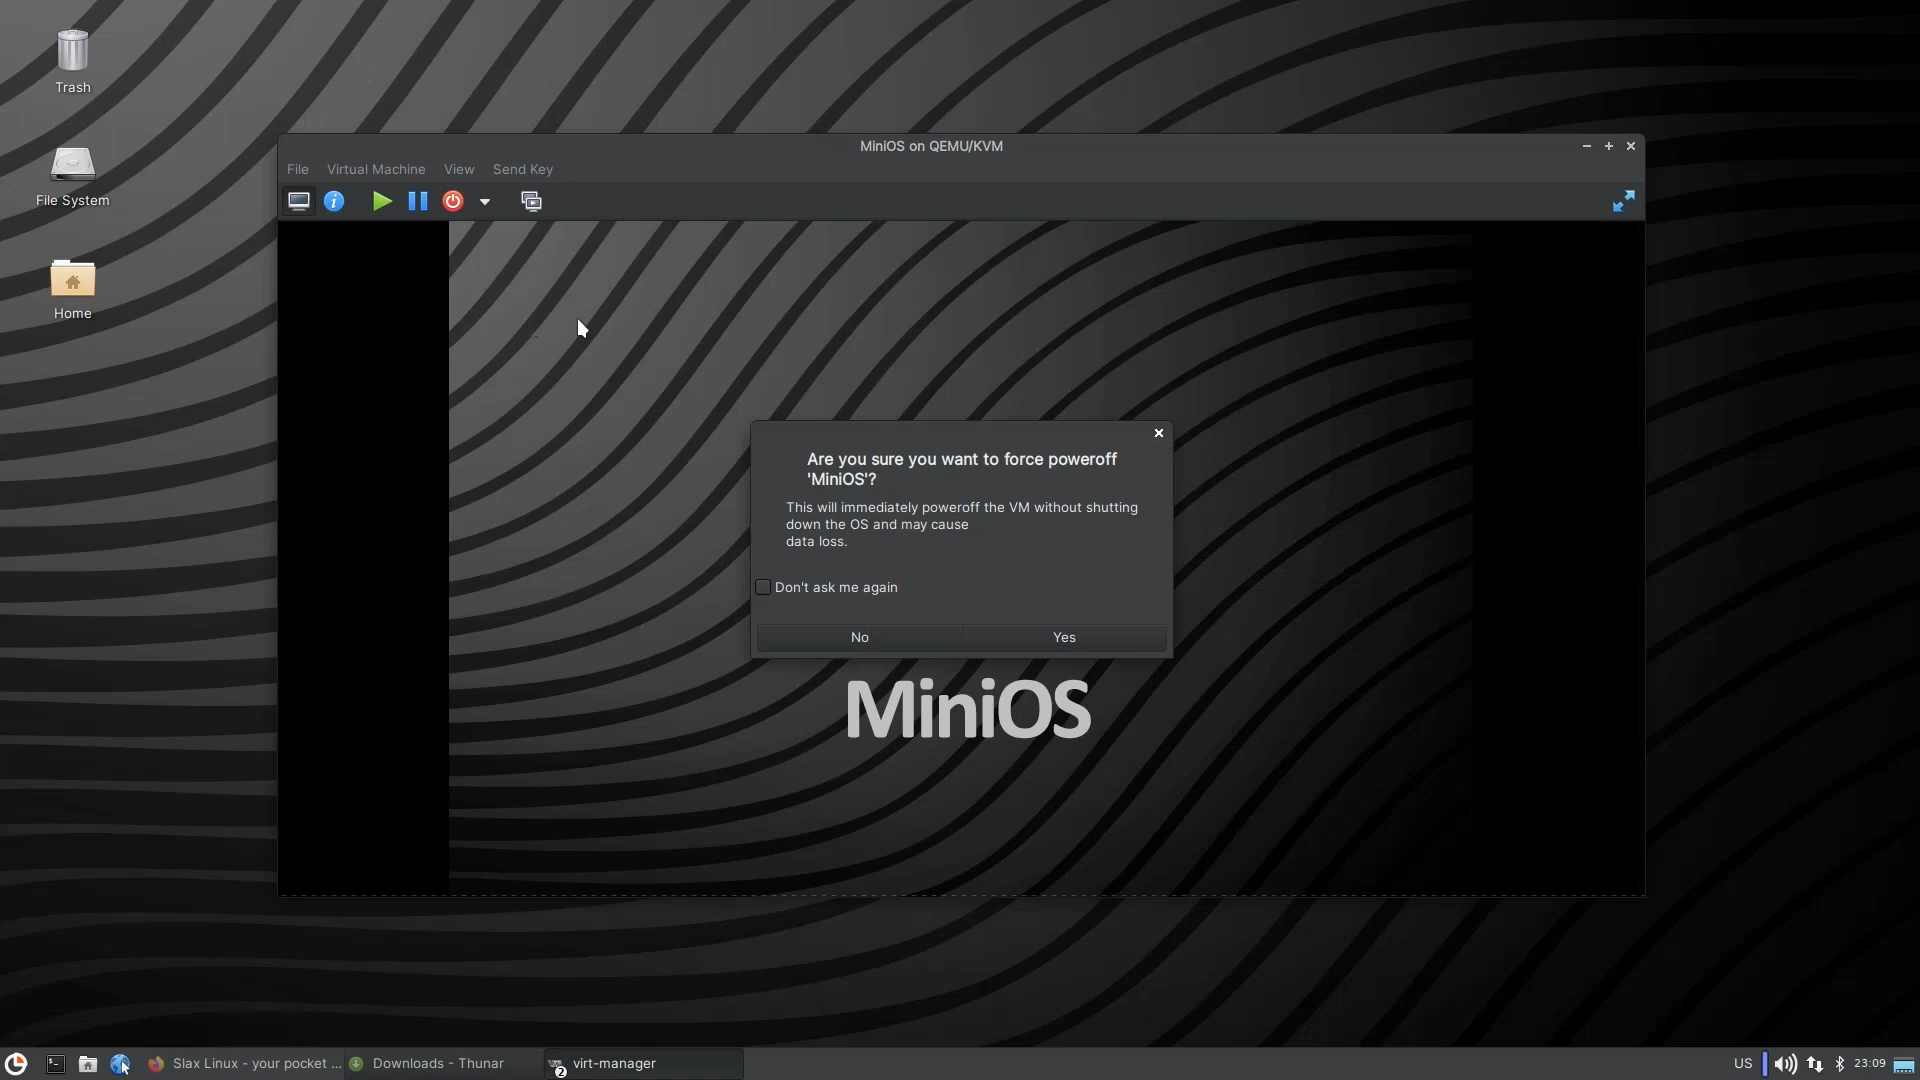 Trash
File System
Home
MiniOS on QEMU/KVM
File Virtual Machine View Send Key
Are you sure you want to force poweroff
'MiniOS'?
This will immediately poweroff the VM without shutting
down the OS and may cause
data loss.
Don't ask me again
No Yes
MiniOS
Slax Linux - your pocket ... Downloads - Thunar 2 virt-manager US 23:09